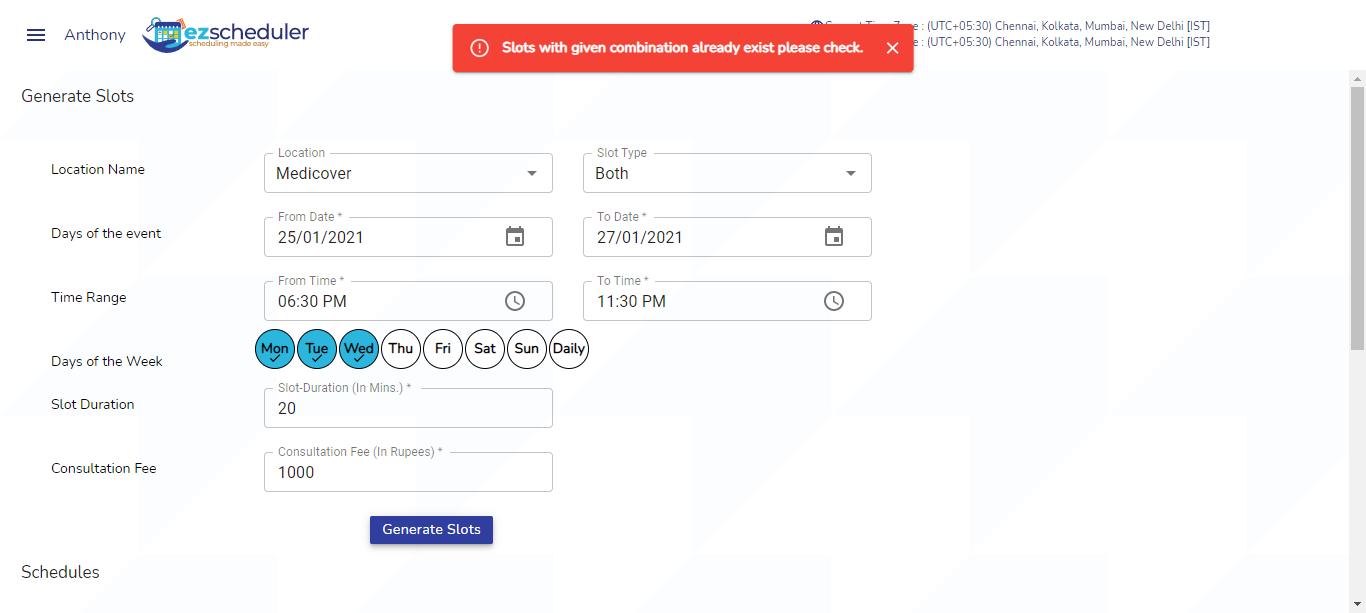 Anthony
ezscheduler
scheduling made easy
Slots with given combination already exist please check.
: (UTC+05:30) Chennai, Kolkata, Mumbai, New Delhi [IST]
: (UTC+05:30) Chennai, Kolkata, Mumbai, New Delhi [IST]
Generate Slots
Location Name
Location
Medicover
Slot Type
Both
Days of the event
From Date *
25/01/2021
To Date *
27/01/2021
Time Range
From Time *
06:30 PM
To Time *
11:30 PM
Days of the Week
Mon Tue Wed Thu Fri Sat Sun Daily
Slot Duration
Slot-Duration (In Mins.) *
20
Consultation Fee
Consultation Fee (In Rupees) *
1000
Generate Slots
Schedules